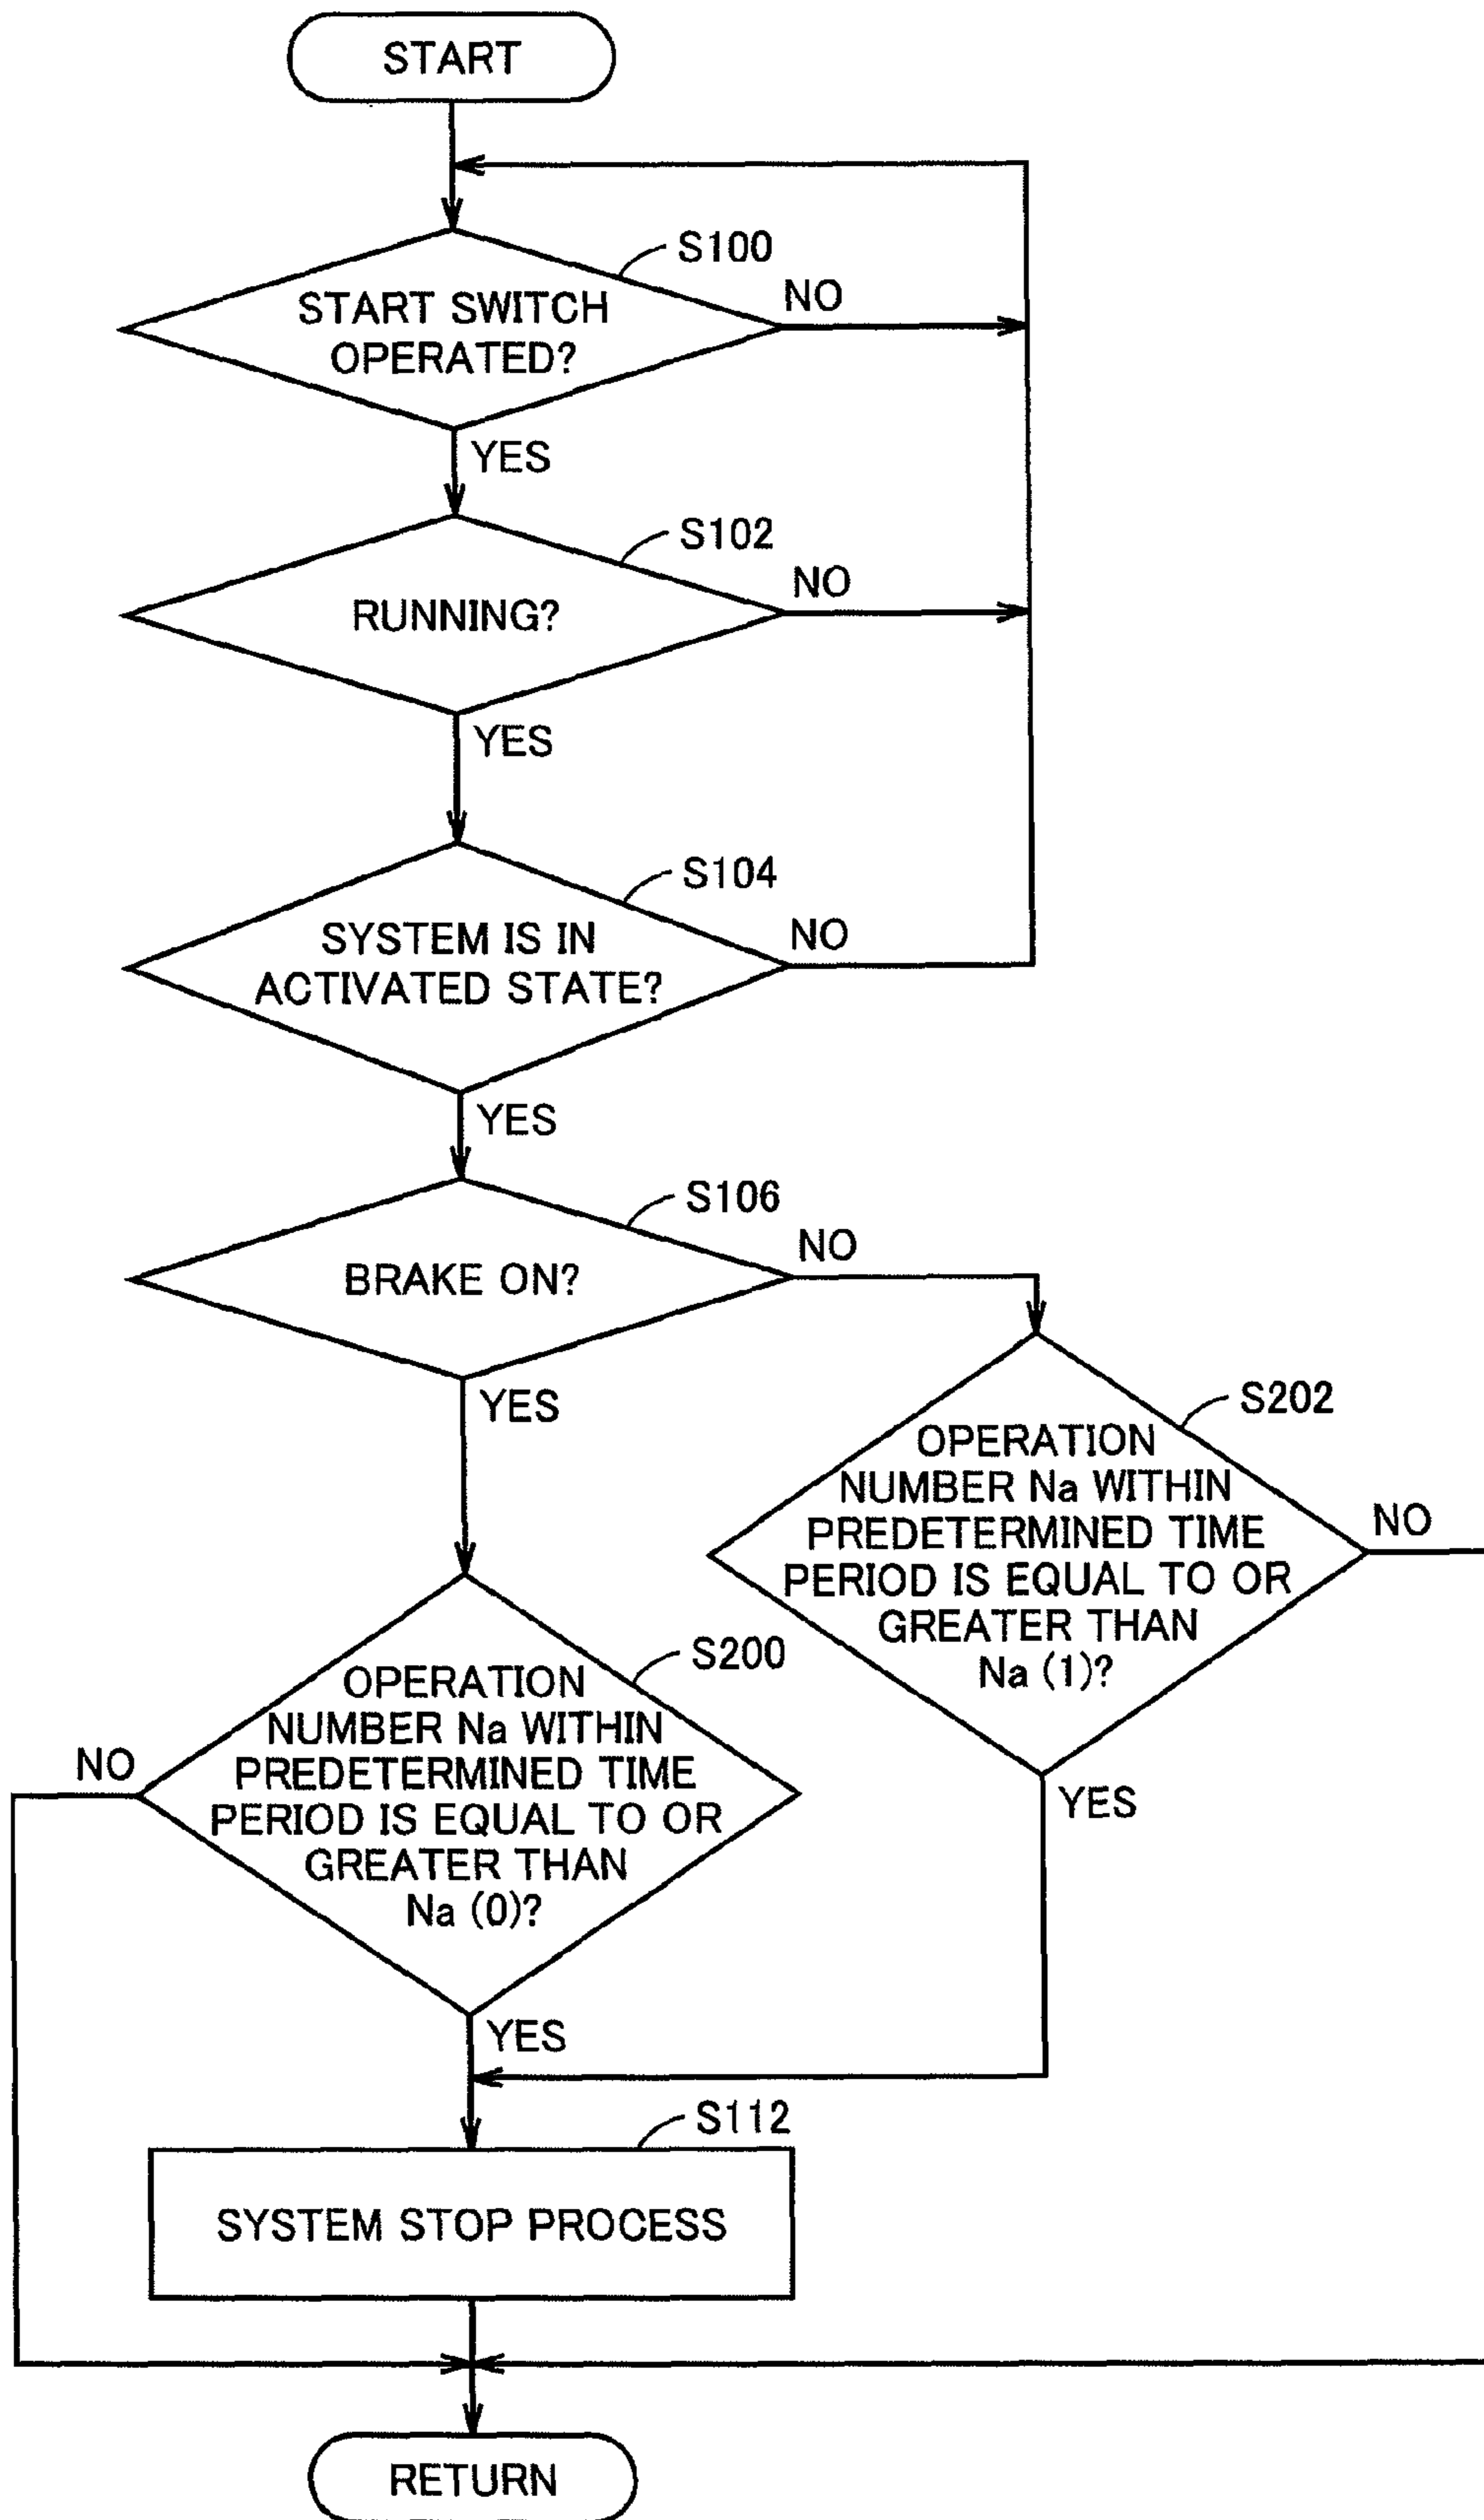 START
S100
START SWITCH
OPERATED?
NO
YES
S102
RUNNING?
NO
YES
S104
SYSTEM IS IN
ACTIVATED STATE?
NO
YES
S106
BRAKE ON?
NO
YES
S202
OPERATION
NUMBER Na WITHIN
PREDETERMINED TIME
PERIOD IS EQUAL TO OR
GREATER THAN
Na (1)?
NO
YES
S200
OPERATION
NUMBER Na WITHIN
PREDETERMINED TIME
PERIOD IS EQUAL TO OR
GREATER THAN
Na (0)?
NO
YES
S112
SYSTEM STOP PROCESS
RETURN